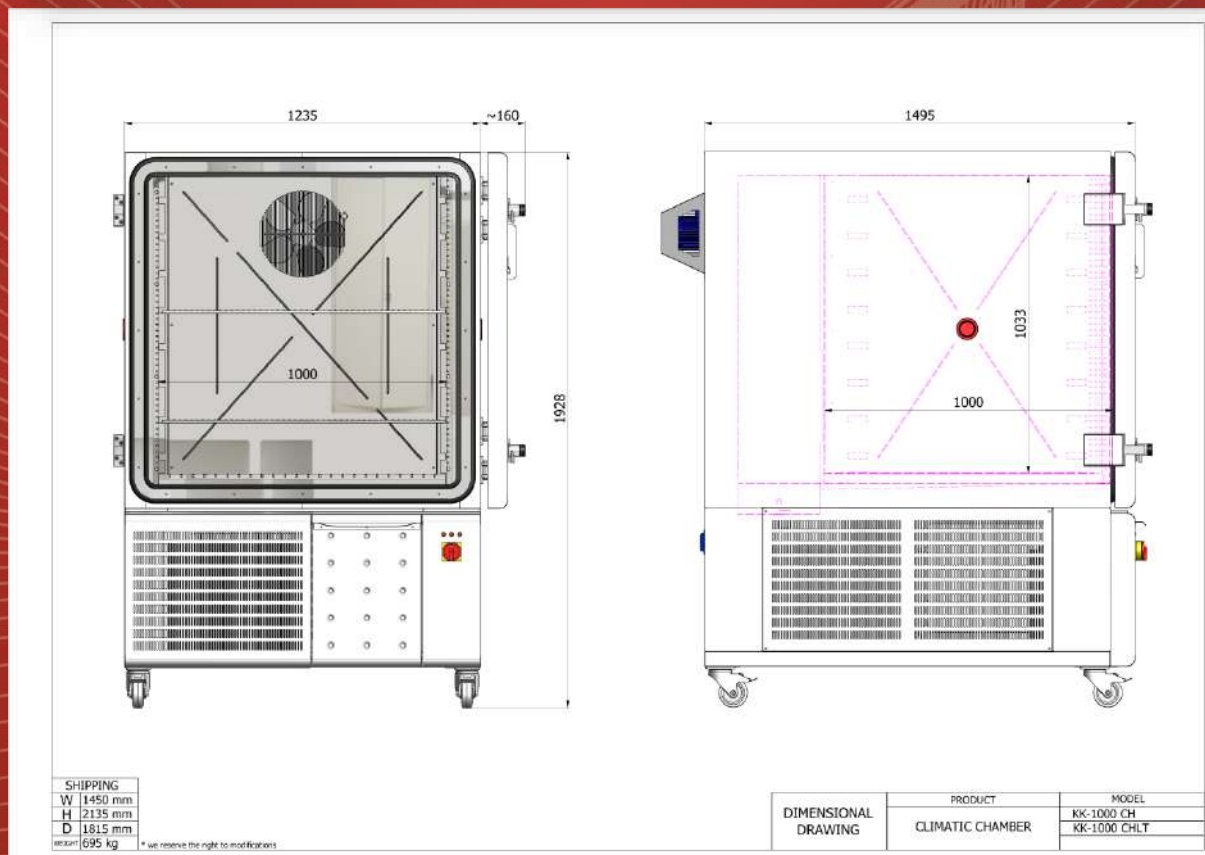 1235
~160
1495
1033
1000
1000
1928
SHIPPING
W 1450 mm
H 2135 mm
D 1815 mm
WEIGHT 695 kg
* we reserve the right to modifications
DIMENSIONAL
DRAWING
PRODUCT
CLIMATIC CHAMBER
MODEL
KK-1000 CH
KK-1000 CHLT